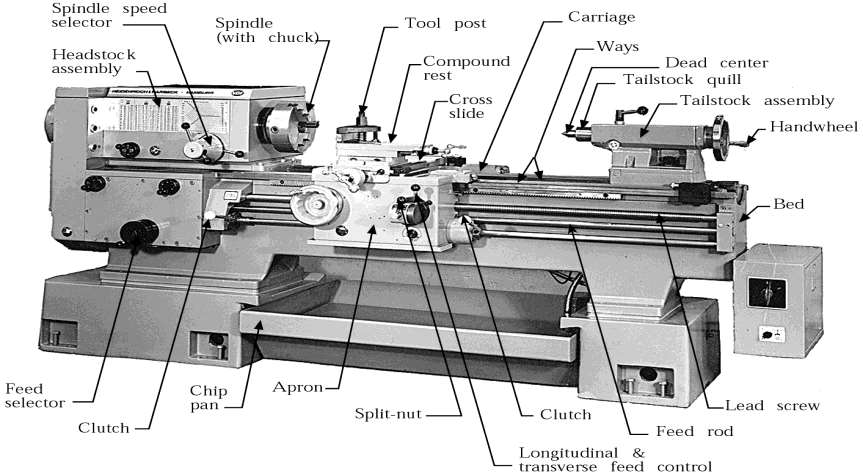 Spindle speed
selector
Spindle
(with chuck)
Tool post
Carriage
Ways
Headstock
assembly
Compound
rest
Dead center
Tailstock quill
Cross
slide
Tailstock assembly
Handwheel
Bed
Feed
selector
Clutch
Chip
pan
Apron
Split-nut
Clutch
Lead screw
Feed rod
Longitudinal &
transverse feed control